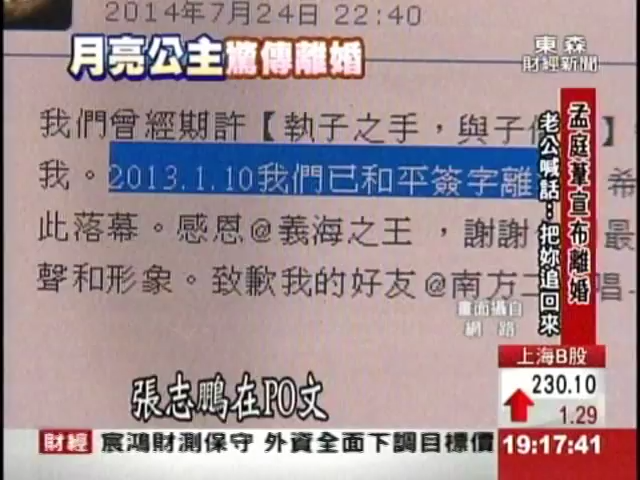 2014年7月24日 22:40
月亮公主驚傳離婚
東森
財經新聞
我們曾經期許【執子之手，與子】
我。2013.1.10我們已和平簽字離 希
此落幕。感恩@義海之王，謝謝 最
聲和形象。致歉我的好友@南方 唱
孟庭葦宣布離婚
老公喊話：把妳追回來
畫面攝自
網路
張志鵬在PO文
上海B股
230.10
1.29
財經 宸鴻財測保守 外資全面下調目標價
19:17:41